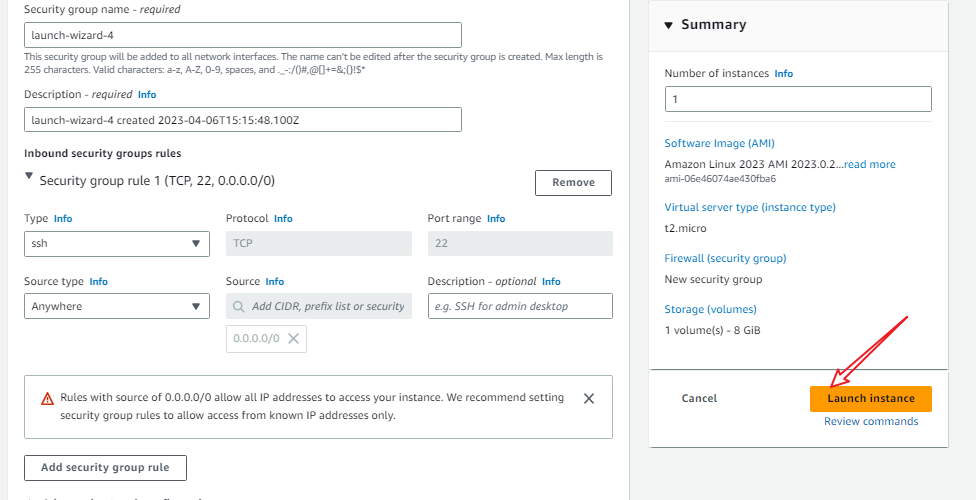 Security group name - required
launch-wizard-4
This security group will be added to all network interfaces. The name can't be edited after the security group is created. Max length is
255 characters. Valid characters: a-z, A-Z, 0-9, spaces, and ._-:/()#,@[]+=&;{}!$*
Description - required Info
launch-wizard-4 created 2023-04-06T15:15:48.100Z
Inbound security groups rules
Security group rule 1 (TCP, 22, 0.0.0.0/0)
Remove
Type Info
Protocol Info
Port range Info
ssh
TCP
22
Source type Info
Source Info
Description - optional Info
Anywhere
Add CIDR, prefix list or security
e.g. SSH for admin desktop
0.0.0.0/0
Rules with source of 0.0.0.0/0 allow all IP addresses to access your instance. We recommend setting
security group rules to allow access from known IP addresses only.
Add security group rule
Summary
Number of instances Info
1
Software Image (AMI)
Amazon Linux 2023 AMI 2023.0.2...read more
ami-06e46074ae430fba6
Virtual server type (instance type)
t2.micro
Firewall (security group)
New security group
Storage (volumes)
1 volume(s) - 8 GiB
Cancel
Launch instance
Review commands